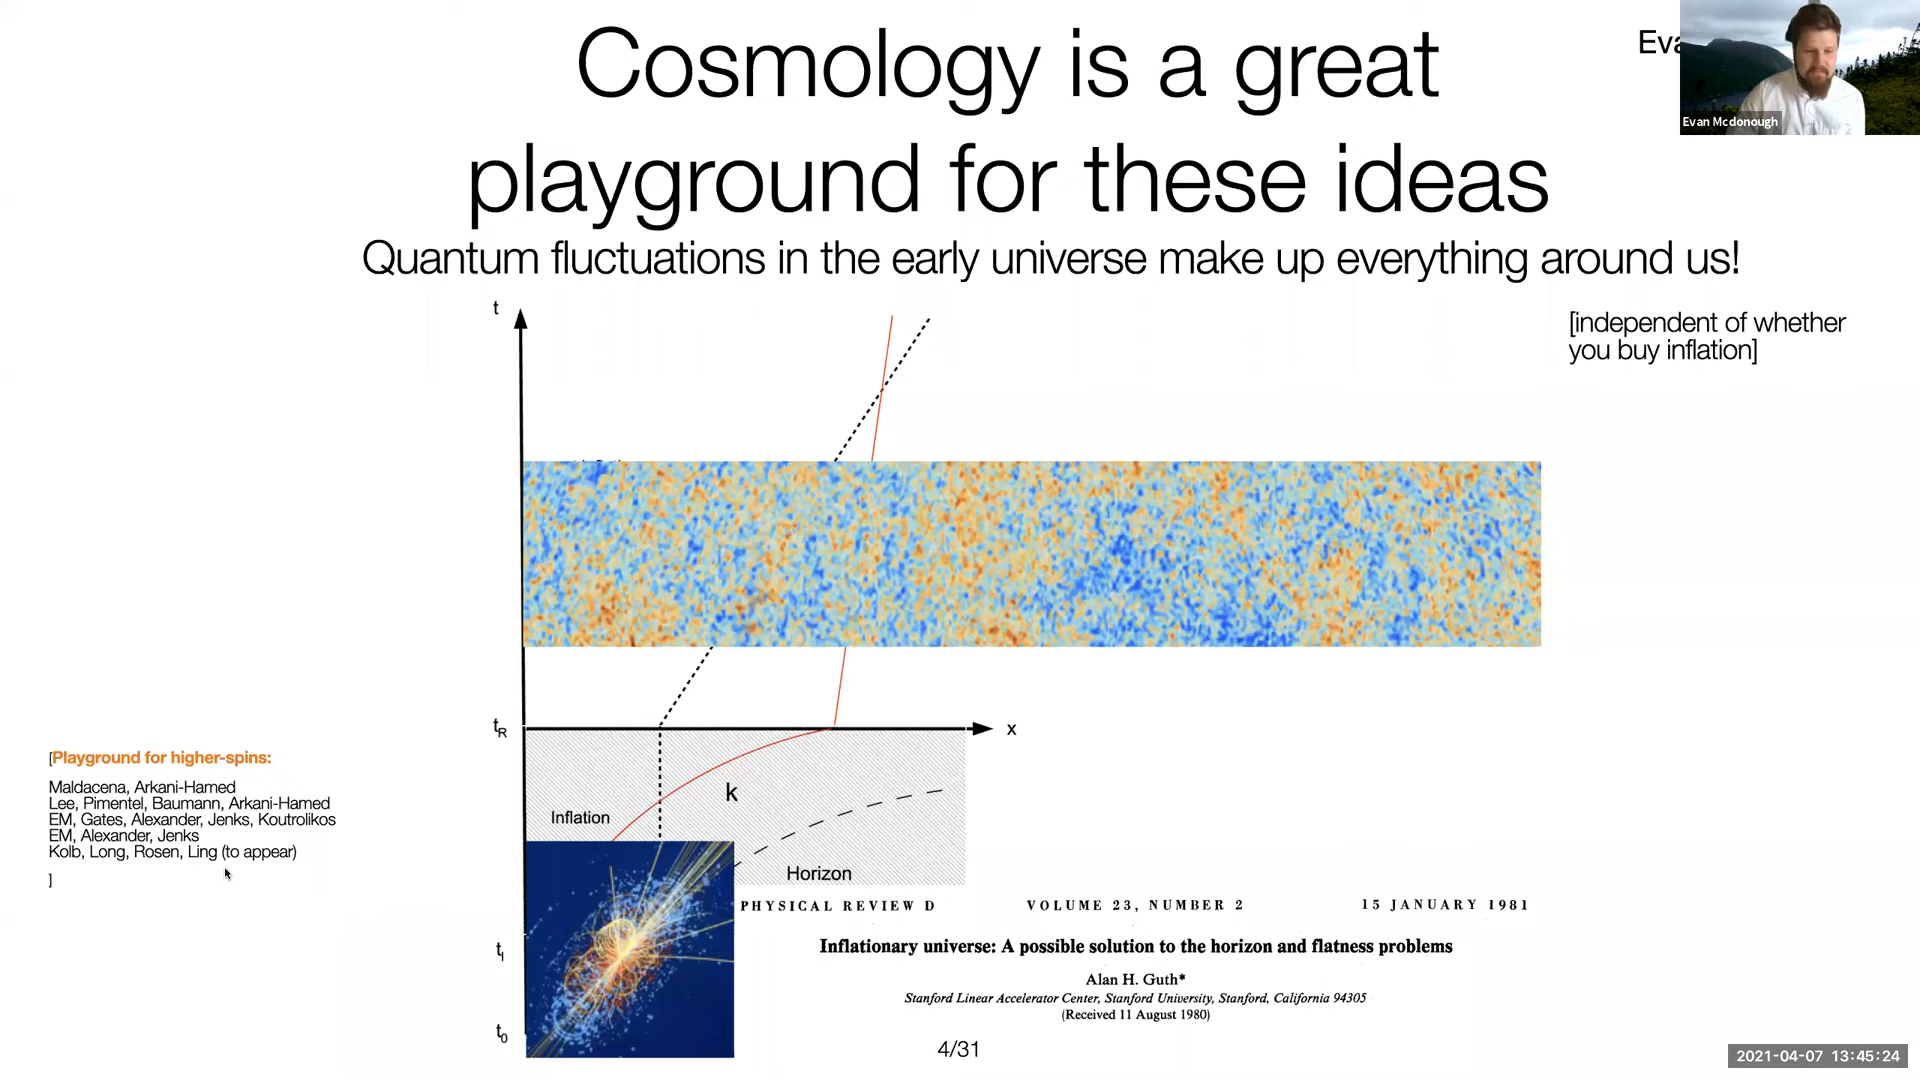 Cosmology is a great
playground for these ideas
Quantum fluctuations in the early universe make up everything around us!
Evan Mcdonough
[independent of whether
you buy inflation]
t
t_R
x
k
Inflation
Horizon
[Playground for higher-spins:
Maldacena, Arkani-Hamed
Lee, Pimentel, Baumann, Arkani-Hamed
EM, Gates, Alexander, Jenks, Koutrolikos
EM, Alexander, Jenks
Kolb, Long, Rosen, Ling (to appear)
]
t_I
t_0
PHYSICAL REVIEW D VOLUME 23, NUMBER 2 15 JANUARY 1981
Inflationary universe: A possible solution to the horizon and flatness problems
Alan H. Guth*
Stanford Linear Accelerator Center, Stanford University, Stanford, California 94305
(Received 11 August 1980)
4/31
2021-04-07 13:45:24